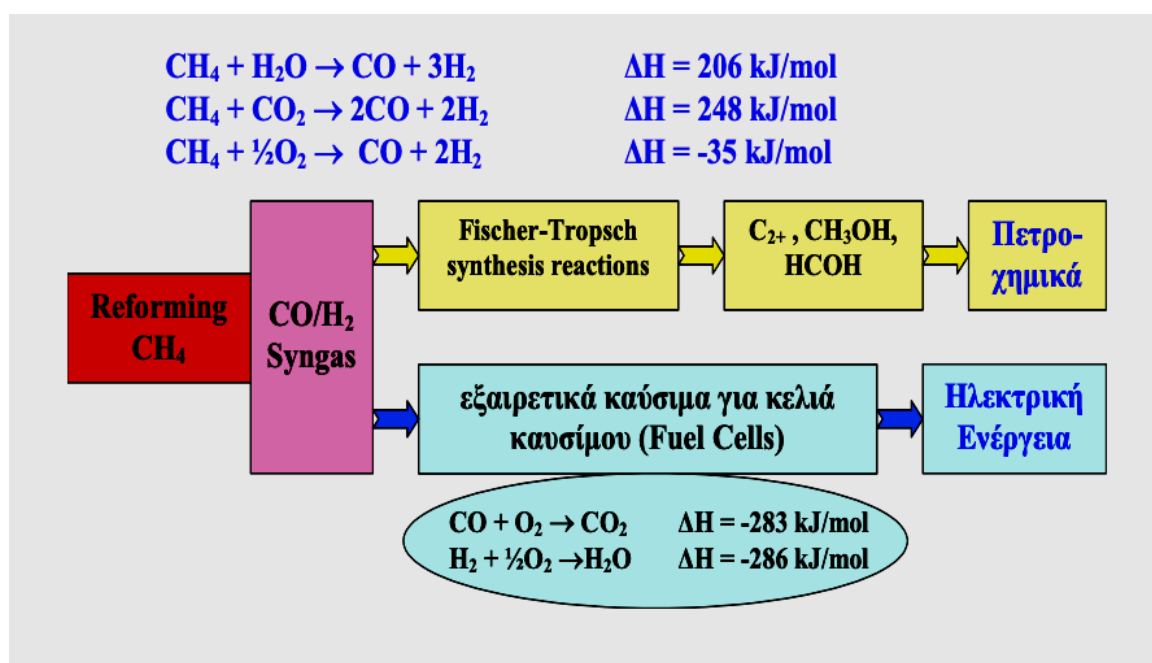 CH₄ + H₂O → CO + 3H₂ ΔH = 206 kJ/mol
CH₄ + CO₂ → 2CO + 2H₂ ΔH = 248 kJ/mol
CH₄ + ½O₂ → CO + 2H₂ ΔH = -35 kJ/mol
Reforming
CH₄
CO/H₂
Syngas
Fischer-Tropsch
synthesis reactions
C₂₊ , CH₃OH,
HCOH
Πετρο-
χημικά
εξαιρετικά καύσιμα για κελιά
καυσίμου (Fuel Cells)
Ηλεκτρική
Ενέργεια
CO + O₂ → CO₂ ΔH = -283 kJ/mol
H₂ + ½O₂ →H₂O ΔH = -286 kJ/mol